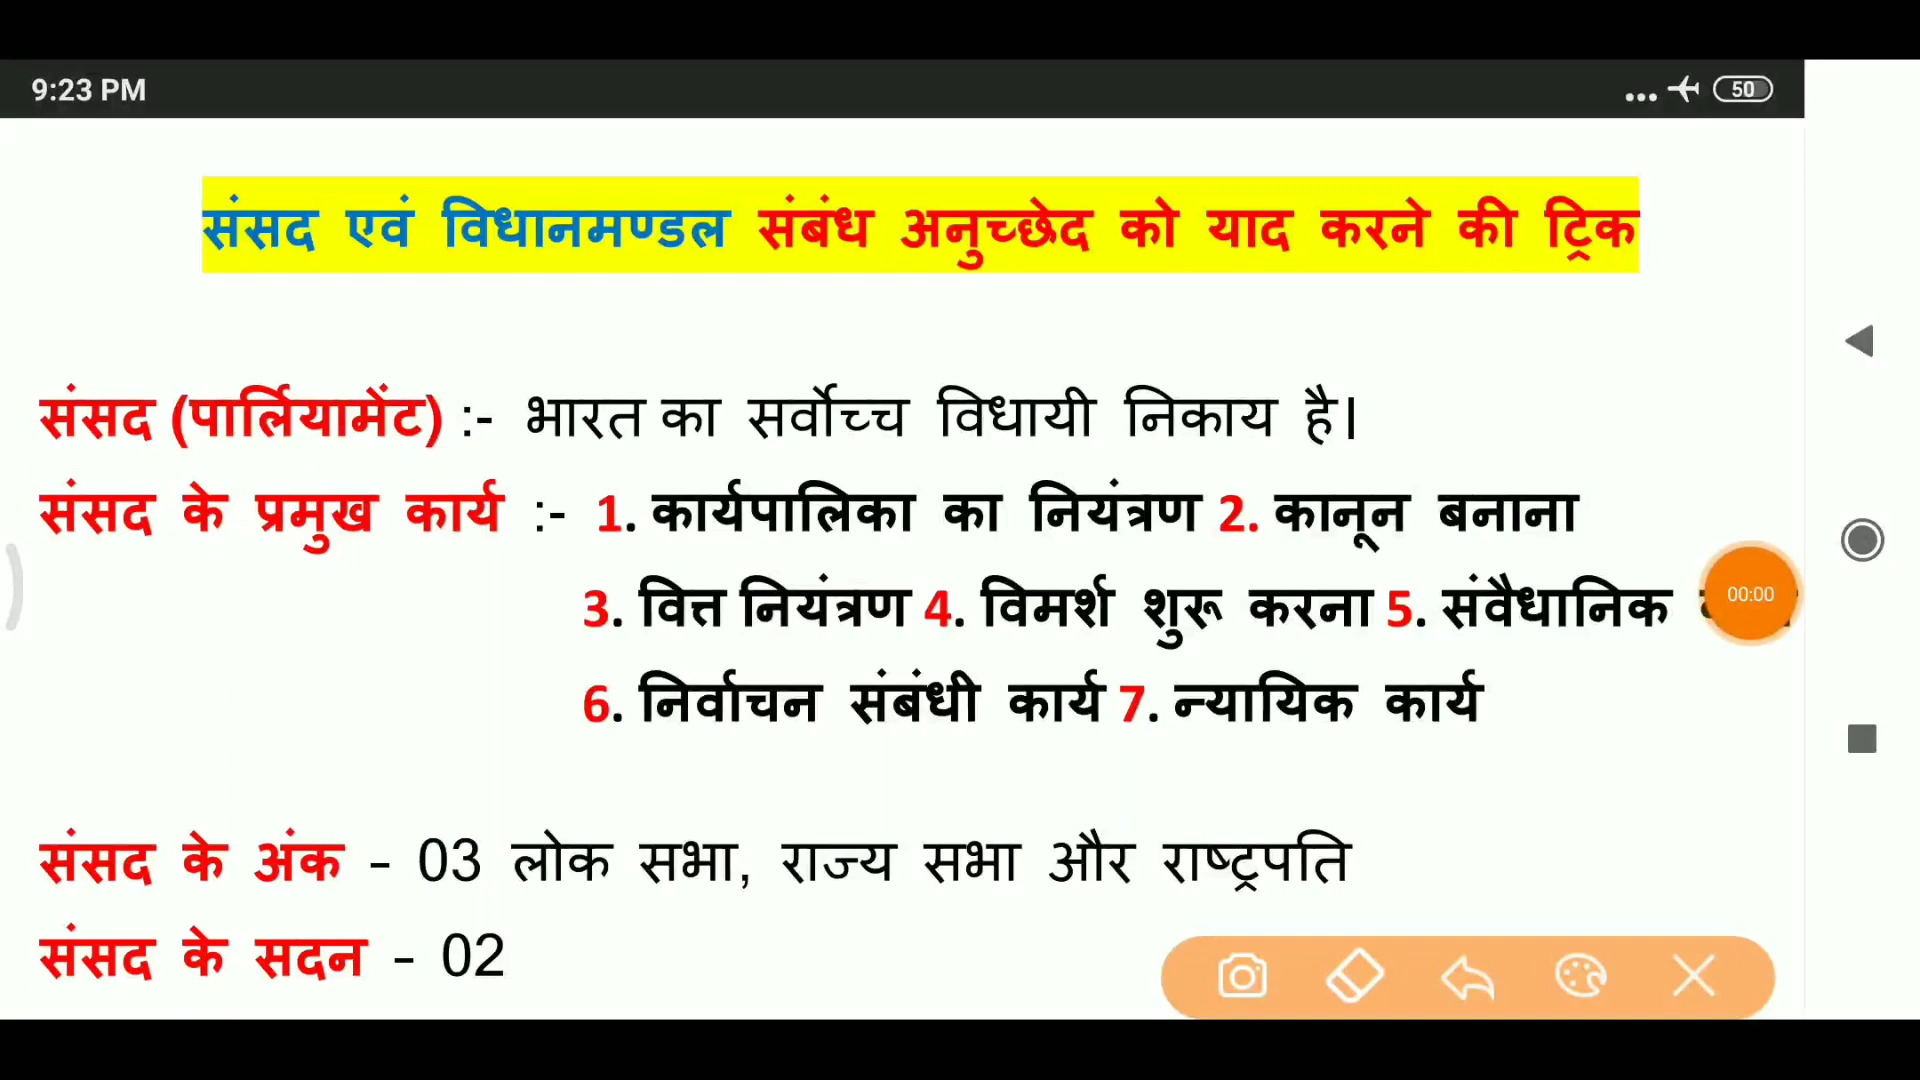 9:23 PM
50
संसद एवं विधानमण्डल संबंध अनुच्छेद को याद करने की ट्रिक
संसद (पार्लियामेंट) :- भारत का सर्वोच्च विधायी निकाय है।
संसद के प्रमुख कार्य :- 1. कार्यपालिका का नियंत्रण 2. कानून बनाना
3. वित्त नियंत्रण 4. विमर्श शुरू करना 5. संवैधानिक
00:00
6. निर्वाचन संबंधी कार्य 7. न्यायिक कार्य
संसद के अंक - 03 लोक सभा, राज्य सभा और राष्ट्रपति
संसद के सदन - 02